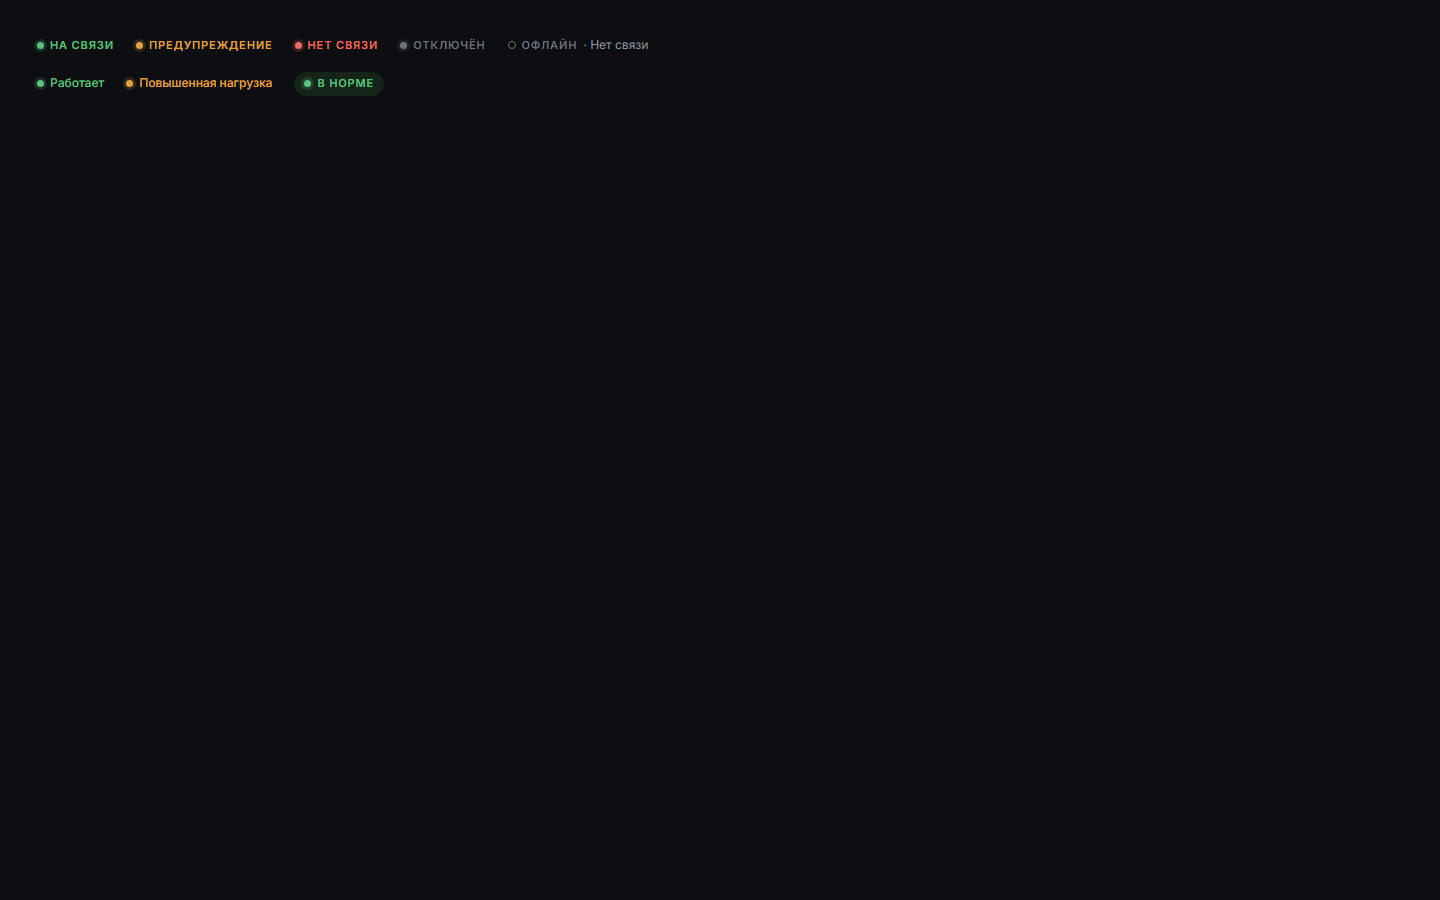 НА СВЯЗИ ПРЕДУПРЕЖДЕНИЕ НЕТ СВЯЗИ ОТКЛЮЧЁН ОФЛАЙН · Нет связи
Работает Повышенная нагрузка В НОРМЕ